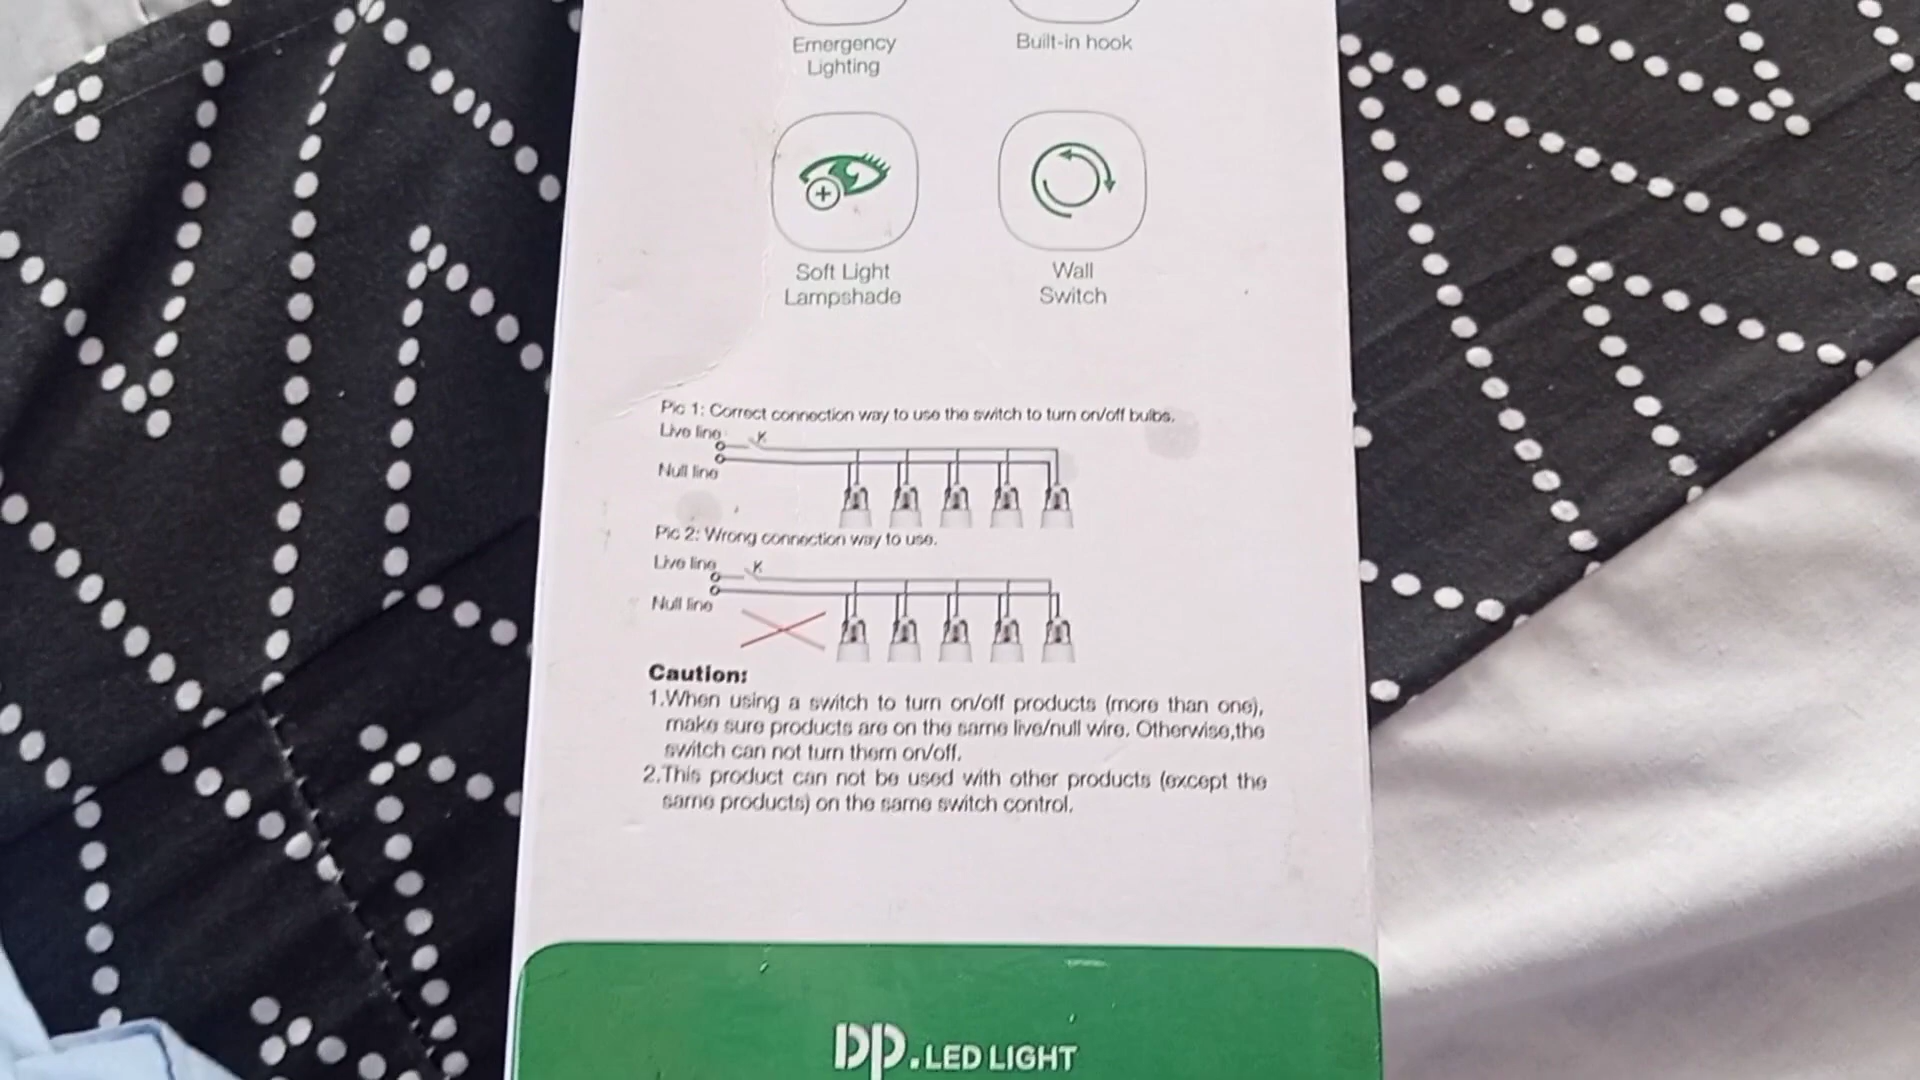 Emergency Built-in hook
Lighting
Soft Light Wall
Lampshade Switch
Pic 1: Correct connection way to use the switch to turn on/off bulbs.
Live line K
Null line
Pic 2: Wrong connection way to use.
Live line K
Null line
Caution:
1.When using a switch to turn on/off products (more than one),
make sure products are on the same live/null wire. Otherwise,the
switch can not turn them on/off.
2.This product can not be used with other products (except the
same products) on the same switch control.
DP.LED LIGHT